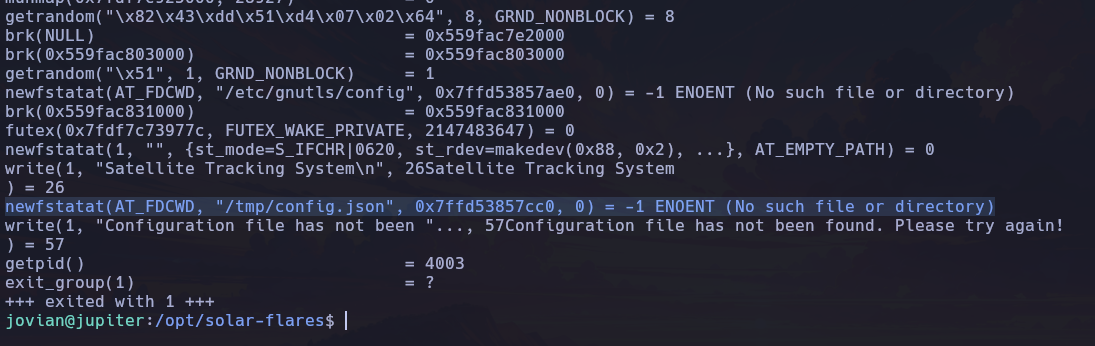 getrandom("\x82\x43\xdd\x51\xd4\x07\x02\x64", 8, GRND_NONBLOCK) = 8
brk(NULL)                               = 0x559fac7e2000
brk(0x559fac803000)                     = 0x559fac803000
getrandom("\x51", 1, GRND_NONBLOCK)     = 1
newfstatat(AT_FDCWD, "/etc/gnutls/config", 0x7ffd53857ae0, 0) = -1 ENOENT (No such file or directory)
brk(0x559fac831000)                     = 0x559fac831000
futex(0x7fdf7c73977c, FUTEX_WAKE_PRIVATE, 2147483647) = 0
newfstatat(1, "", {st_mode=S_IFCHR|0620, st_rdev=makedev(0x88, 0x2), ...}, AT_EMPTY_PATH) = 0
write(1, "Satellite Tracking System\n", 26Satellite Tracking System
) = 26
newfstatat(AT_FDCWD, "/tmp/config.json", 0x7ffd53857cc0, 0) = -1 ENOENT (No such file or directory)
write(1, "Configuration file has not been "..., 57Configuration file has not been found. Please try again!
) = 57
getpid()                                = 4003
exit_group(1)                           = ?
+++ exited with 1 +++
jovian@jupiter:/opt/solar-flares$